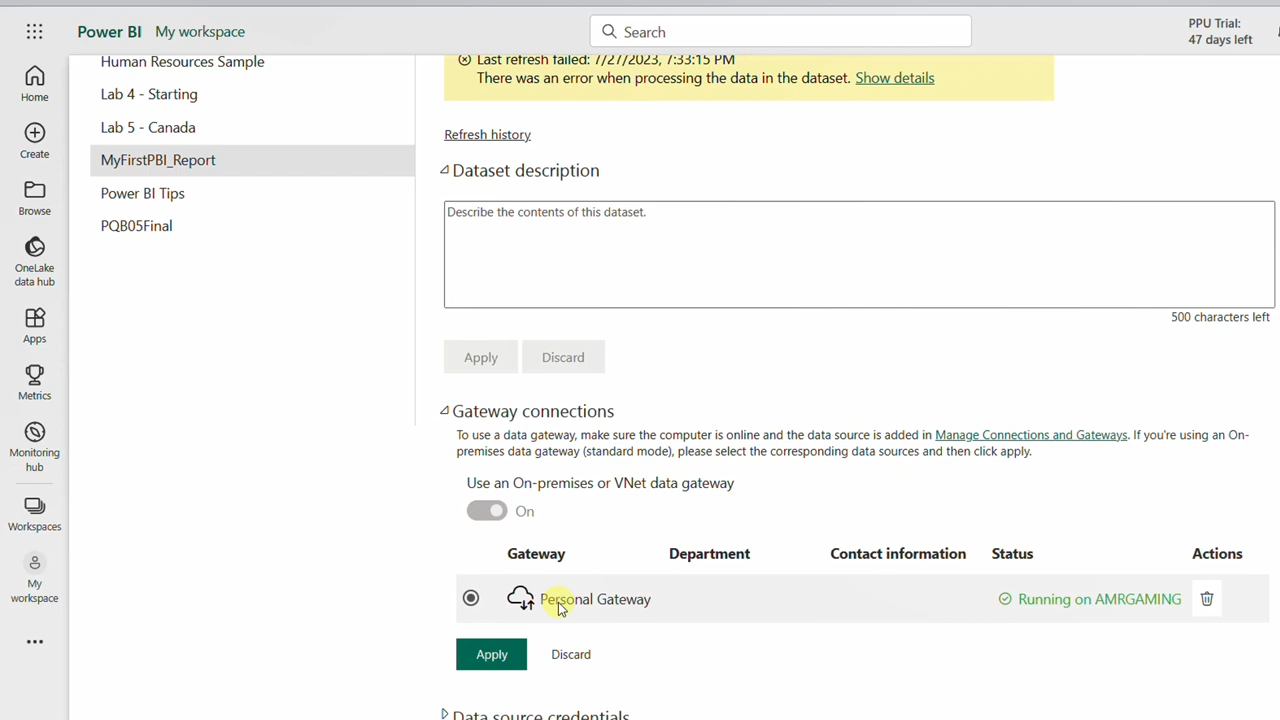 Power BI My workspace
Search
PPU Trial:
47 days left
Home
Create
Browse
OneLake
data hub
Apps
Metrics
Monitoring
hub
Workspaces
My
workspace
Human Resources Sample
Lab 4 - Starting
Lab 5 - Canada
MyFirstPBI_Report
Power BI Tips
PQB05Final
Last refresh failed: 7/27/2023, 7:33:15 PM
There was an error when processing the data in the dataset. Show details
Refresh history
Dataset description
Describe the contents of this dataset.
500 characters left
Apply Discard
Gateway connections
To use a data gateway, make sure the computer is online and the data source is added in Manage Connections and Gateways. If you're using an On-
premises data gateway (standard mode), please select the corresponding data sources and then click apply.
Use an On-premises or VNet data gateway
On
Gateway Department Contact information Status Actions
Personal Gateway Running on AMRGAMING
Apply Discard
Data source credentials